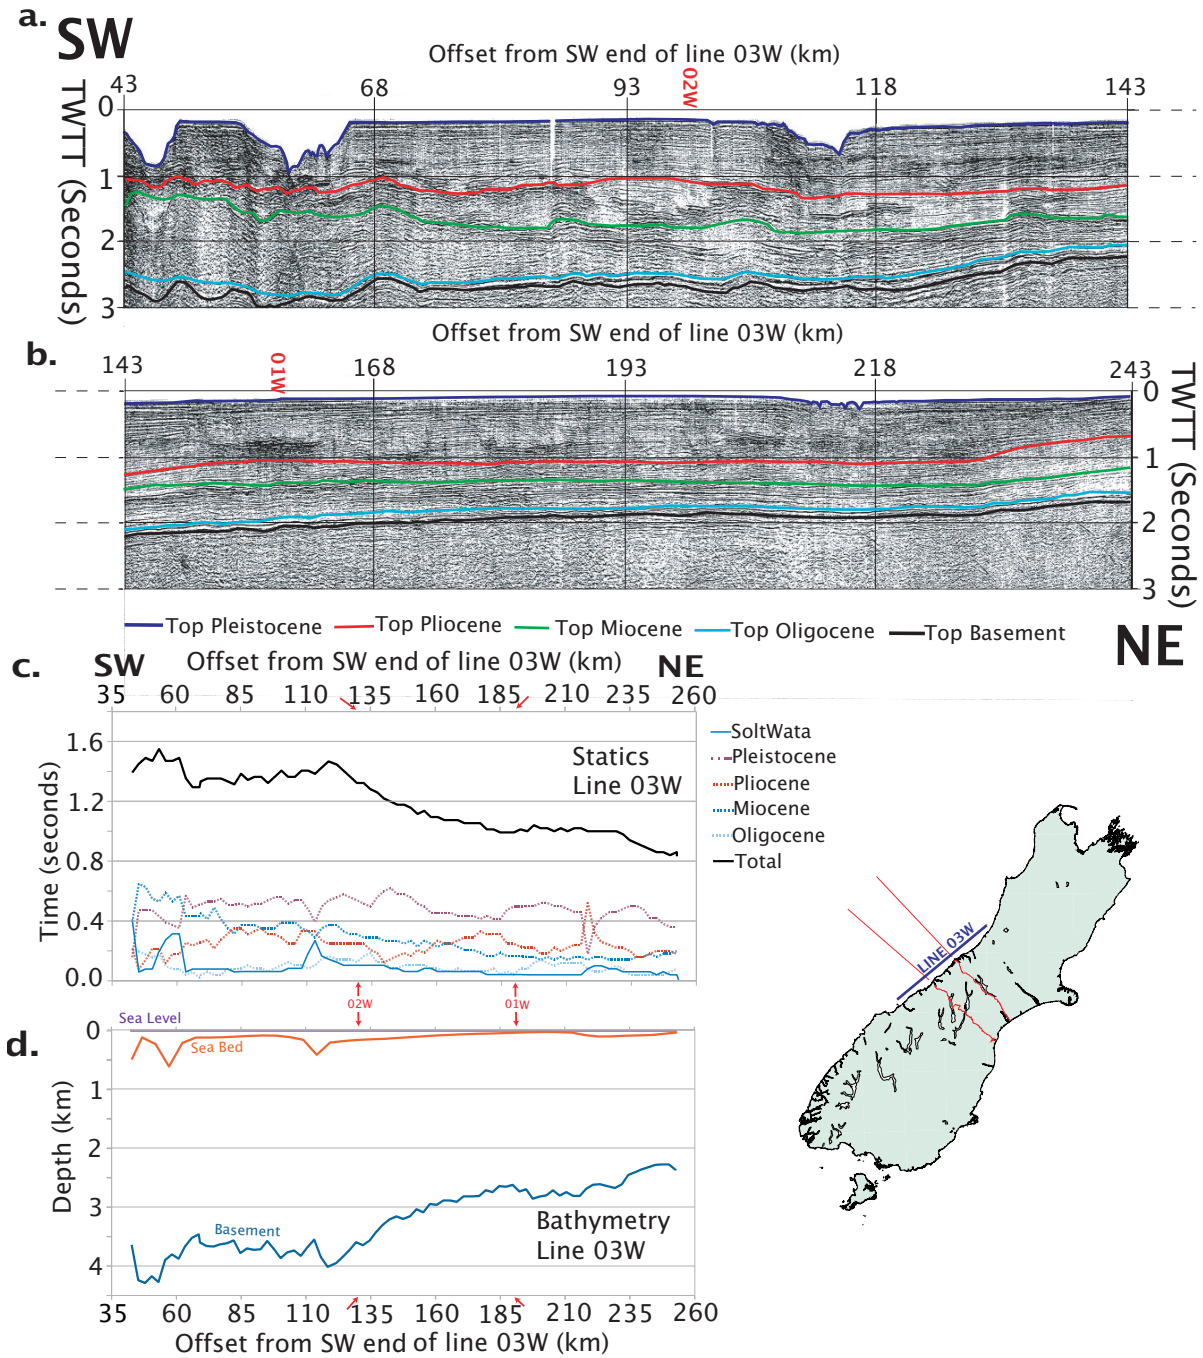 a.
SW
Offset from SW end of line 03W (km)
43 68 93 02W 118 143
TWTT (Seconds)
0
1
2
3
Offset from SW end of line 03W (km)
b.
143 01W 168 193 218 243
0
1
2
3
TWTT (Seconds)
Top Pleistocene Top Pliocene Top Miocene Top Oligocene Top Basement
NE
c. SW Offset from SW end of line 03W (km) NE
35 60 85 110 135 160 185 210 235 260
Time (seconds)
1.6
1.2
0.8
0.4
0.0
Statics
Line 03W
SoltWata
Pleistocene
Pliocene
Miocene
Oligocene
Total
02W 01W
LINE 03W
d.
Sea Level
Sea Bed
Depth (km)
0
1
2
3
4
Basement
Bathymetry
Line 03W
35 60 85 110 135 160 185 210 235 260
Offset from SW end of line 03W (km)